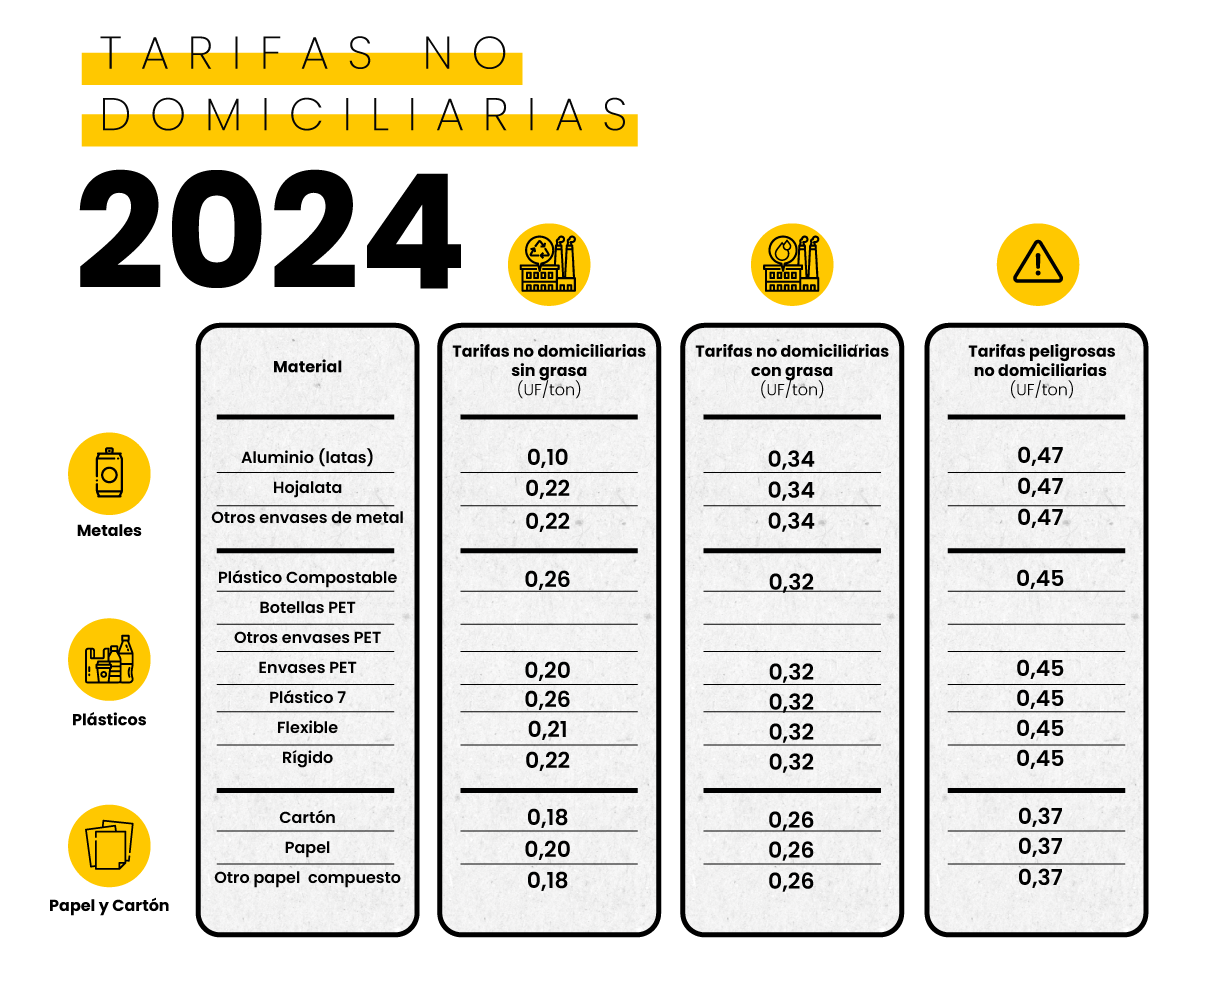 TARIFAS NO
DOMICILIARIAS
2024
Material
Tarifas no domiciliarias
sin grasa
(UF/ton)
Tarifas no domiciliarias
con grasa
(UF/ton)
Tarifas peligrosas
no domiciliarias
(UF/ton)
Metales
Aluminio (latas) 0,10 0,34 0,47
Hojalata 0,22 0,34 0,47
Otros envases de metal 0,22 0,34 0,47
Plásticos
Plástico Compostable 0,26 0,32 0,45
Botellas PET
Otros envases PET
Envases PET 0,20 0,32 0,45
Plástico 7 0,26 0,32 0,45
Flexible 0,21 0,32 0,45
Rígido 0,22 0,32 0,45
Papel y Cartón
Cartón 0,18 0,26 0,37
Papel 0,20 0,26 0,37
Otro papel compuesto 0,18 0,26 0,37